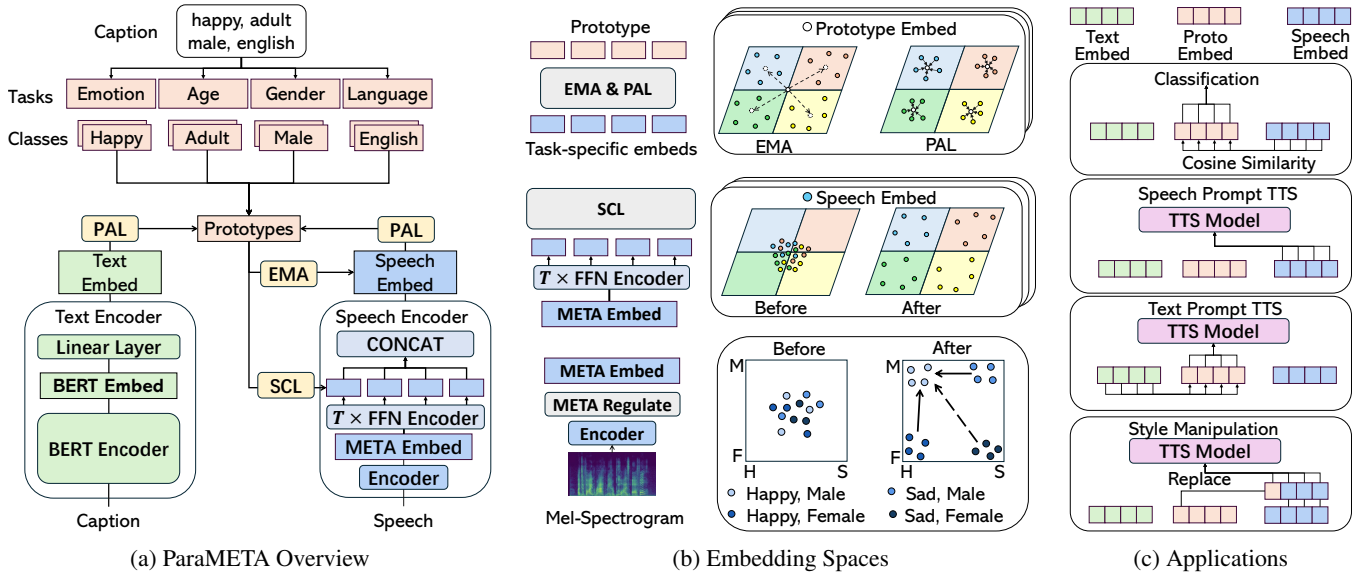 Caption
happy, adult
male, english
Tasks
Emotion
Age
Gender
Language
Classes
Happy
Adult
Male
English
PAL
Prototypes
PAL
Text
Embed
EMA
Speech
Embed
Text Encoder
Linear Layer
BERT Embed
BERT Encoder
SCL
Speech Encoder
CONCAT
T × FFN Encoder
META Embed
Encoder
Caption
Speech
(a) ParaMETA Overview
Prototype
EMA & PAL
Task-specific embeds
Prototype Embed
EMA
PAL
SCL
T × FFN Encoder
META Embed
Speech Embed
Before
After
META Embed
META Regulate
Encoder
Mel-Spectrogram
Before
After
M
F
H
S
M
F
H
S
Happy, Male
Sad, Male
Happy, Female
Sad, Female
(b) Embedding Spaces
Text
Embed
Proto
Embed
Speech
Embed
Classification
Cosine Similarity
Speech Prompt TTS
TTS Model
Text Prompt TTS
TTS Model
Style Manipulation
TTS Model
Replace
(c) Applications